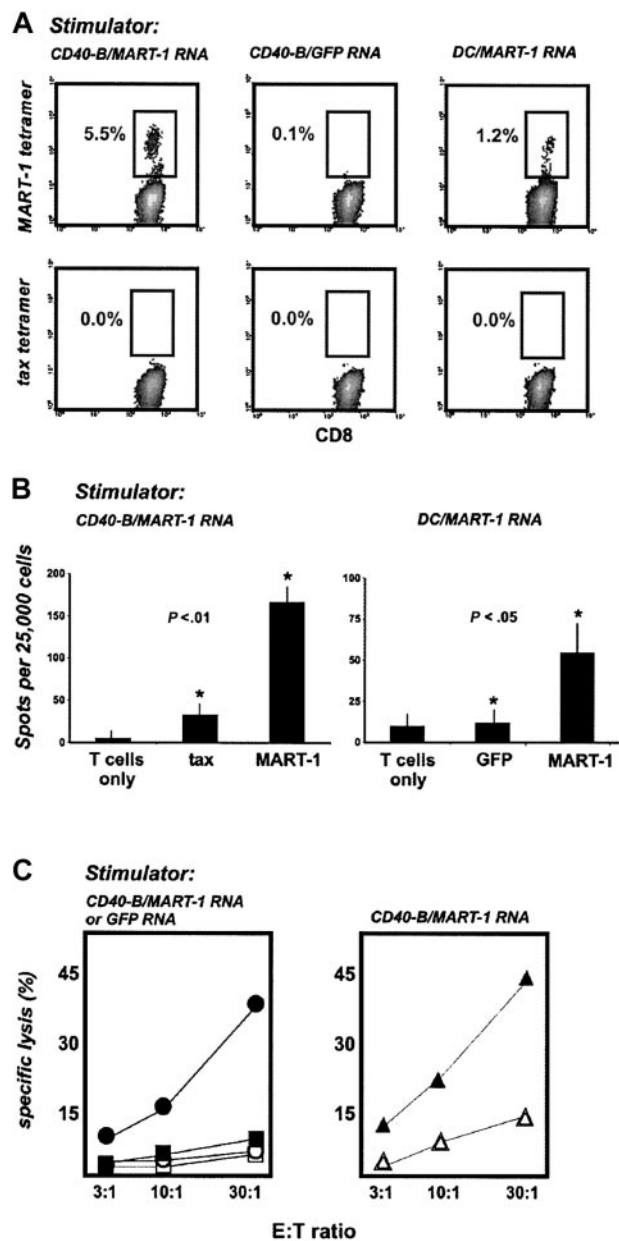 A Stimulator:
CD40-B/MART-1 RNA CD40-B/GFP RNA DC/MART-1 RNA
MART-1 tetramer
5.5% 0.1% 1.2%
tax tetramer
0.0% 0.0% 0.0%
CD8
B Stimulator:
CD40-B/MART-1 RNA DC/MART-1 RNA
Spots per 25,000 cells
200 100
150 75
100 50
50 25
0 0
P <.01 P < .05
* * * *
T cells only tax MART-1 T cells only GFP MART-1
C Stimulator:
CD40-B/MART-1 RNA
or GFP RNA
CD40-B/MART-1 RNA
specific lysis (%)
45 45
30 30
15 15
3:1 10:1 30:1 3:1 10:1 30:1
E:T ratio